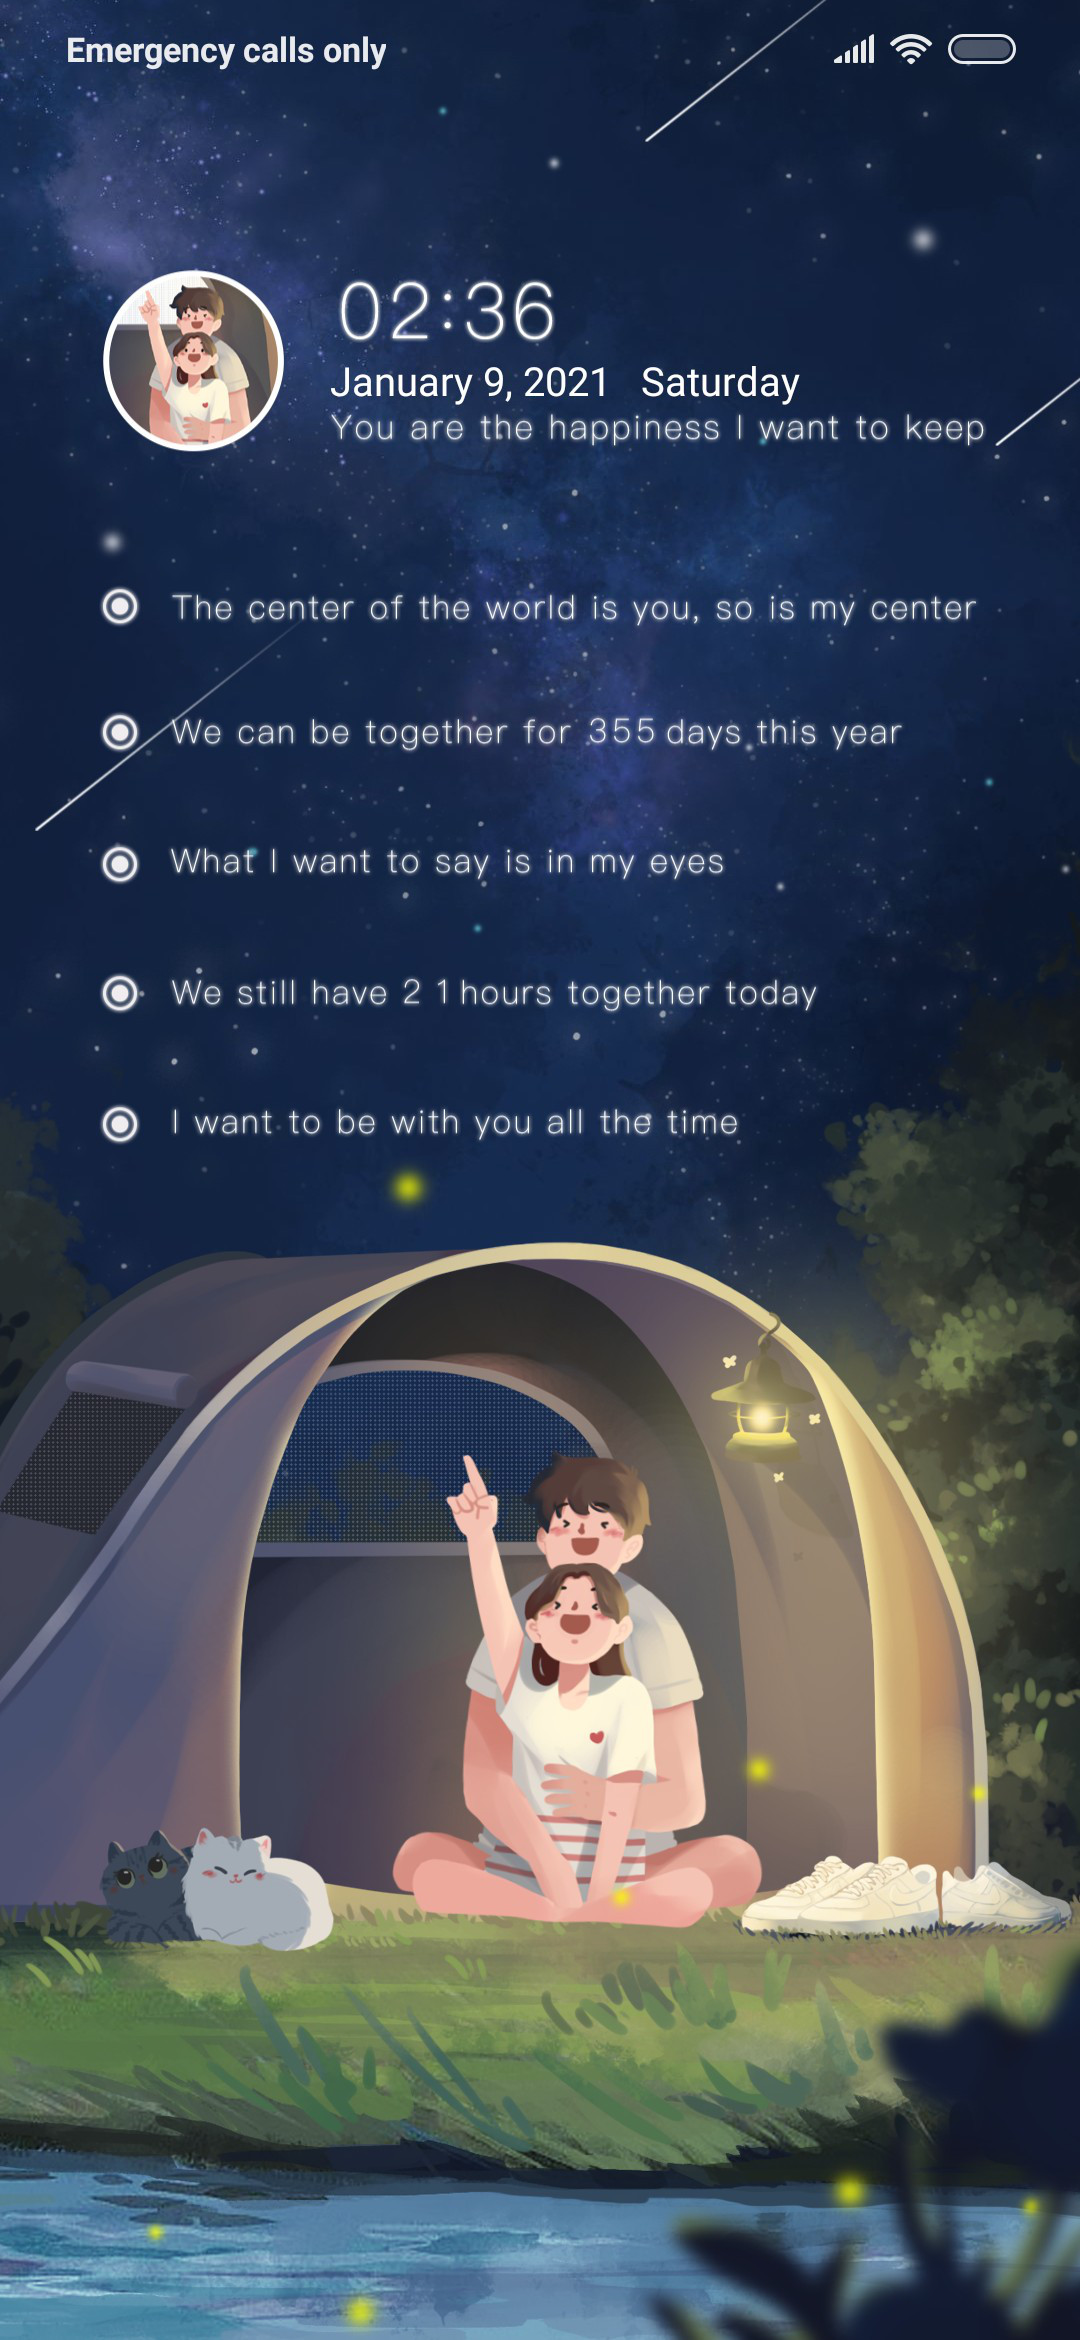 Emergency calls only
02:36
January 9, 2021 Saturday
You are the happiness I want to keep
The center of the world is you, so is my center
We can be together for 355 days this year
What I want to say is in my eyes
We still have 2 1 hours together today
I want to be with you all the time